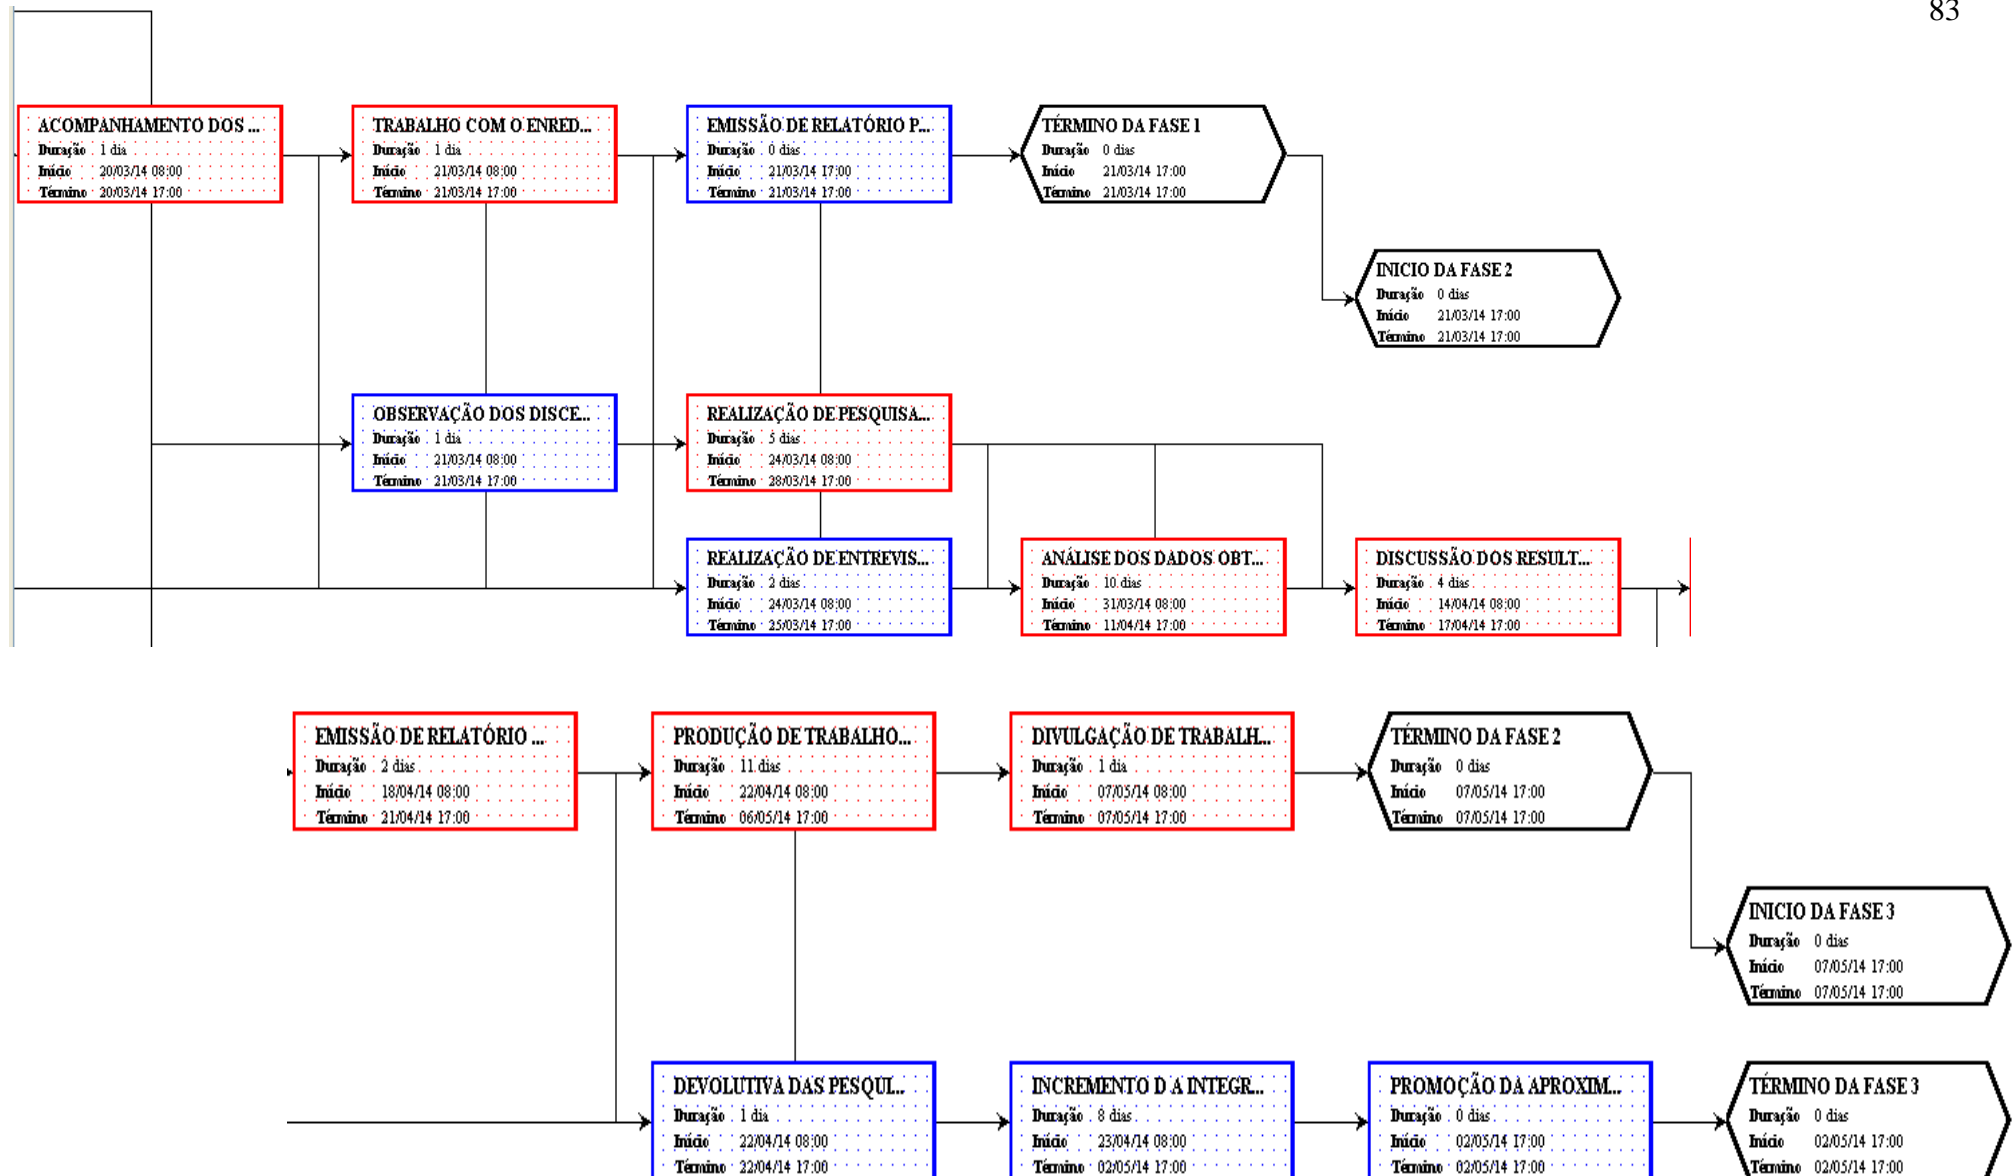 83
ACOMPANHAMENTO DOS ...
Duração 1 dia
Início 20/03/14 08:00
Término 20/03/14 17:00
TRABALHO COM O ENRED...
Duração 1 dia
Início 21/03/14 08:00
Término 21/03/14 17:00
EMISSÃO DE RELATÓRIO P...
Duração 0 dias
Início 21/03/14 17:00
Término 21/03/14 17:00
TÉRMINO DA FASE 1
Duração 0 dias
Início 21/03/14 17:00
Término 21/03/14 17:00
INICIO DA FASE 2
Duração 0 dias
Início 21/03/14 17:00
Término 21/03/14 17:00
OBSERVAÇÃO DOS DISCE...
Duração 1 dia
Início 21/03/14 08:00
Término 21/03/14 17:00
REALIZAÇÃO DE PESQUISA...
Duração 5 dias
Início 24/03/14 08:00
Término 28/03/14 17:00
REALIZAÇÃO DE ENTREVIS...
Duração 2 dias
Início 24/03/14 08:00
Término 25/03/14 17:00
ANÁLISE DOS DADOS OBT...
Duração 10 dias
Início 31/03/14 08:00
Término 11/04/14 17:00
DISCUSSÃO DOS RESULT...
Duração 4 dias
Início 14/04/14 08:00
Término 17/04/14 17:00
EMISSÃO DE RELATÓRIO ...
Duração 2 dias
Início 18/04/14 08:00
Término 21/04/14 17:00
PRODUÇÃO DE TRABALHO...
Duração 11 dias
Início 22/04/14 08:00
Término 06/05/14 17:00
DIVULGAÇÃO DE TRABALH...
Duração 1 dia
Início 07/05/14 08:00
Término 07/05/14 17:00
TÉRMINO DA FASE 2
Duração 0 dias
Início 07/05/14 17:00
Término 07/05/14 17:00
INICIO DA FASE 3
Duração 0 dias
Início 07/05/14 17:00
Término 07/05/14 17:00
DEVOLUTIVA DAS PESQUI...
Duração 1 dia
Início 22/04/14 08:00
Término 22/04/14 17:00
INCREMENTO D A INTEGR...
Duração 8 dias
Início 23/04/14 08:00
Término 02/05/14 17:00
PROMOÇÃO DA APROXIM...
Duração 0 dias
Início 02/05/14 17:00
Término 02/05/14 17:00
TÉRMINO DA FASE 3
Duração 0 dias
Início 02/05/14 17:00
Término 02/05/14 17:00